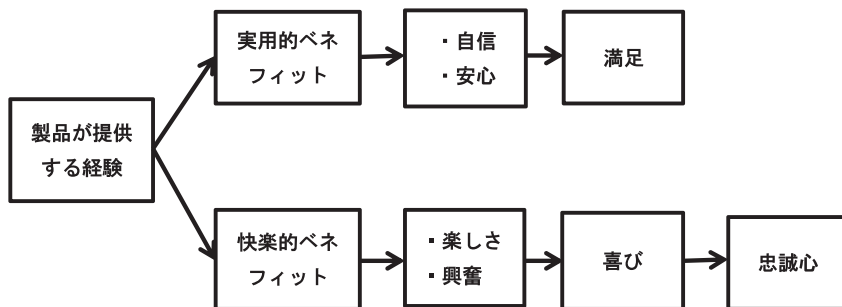 製品が提供
する経験
実用的ベネ
フィット
・自信
・安心
満足
快楽的ベネ
フィット
・楽しさ
・興奮
喜び
忠誠心